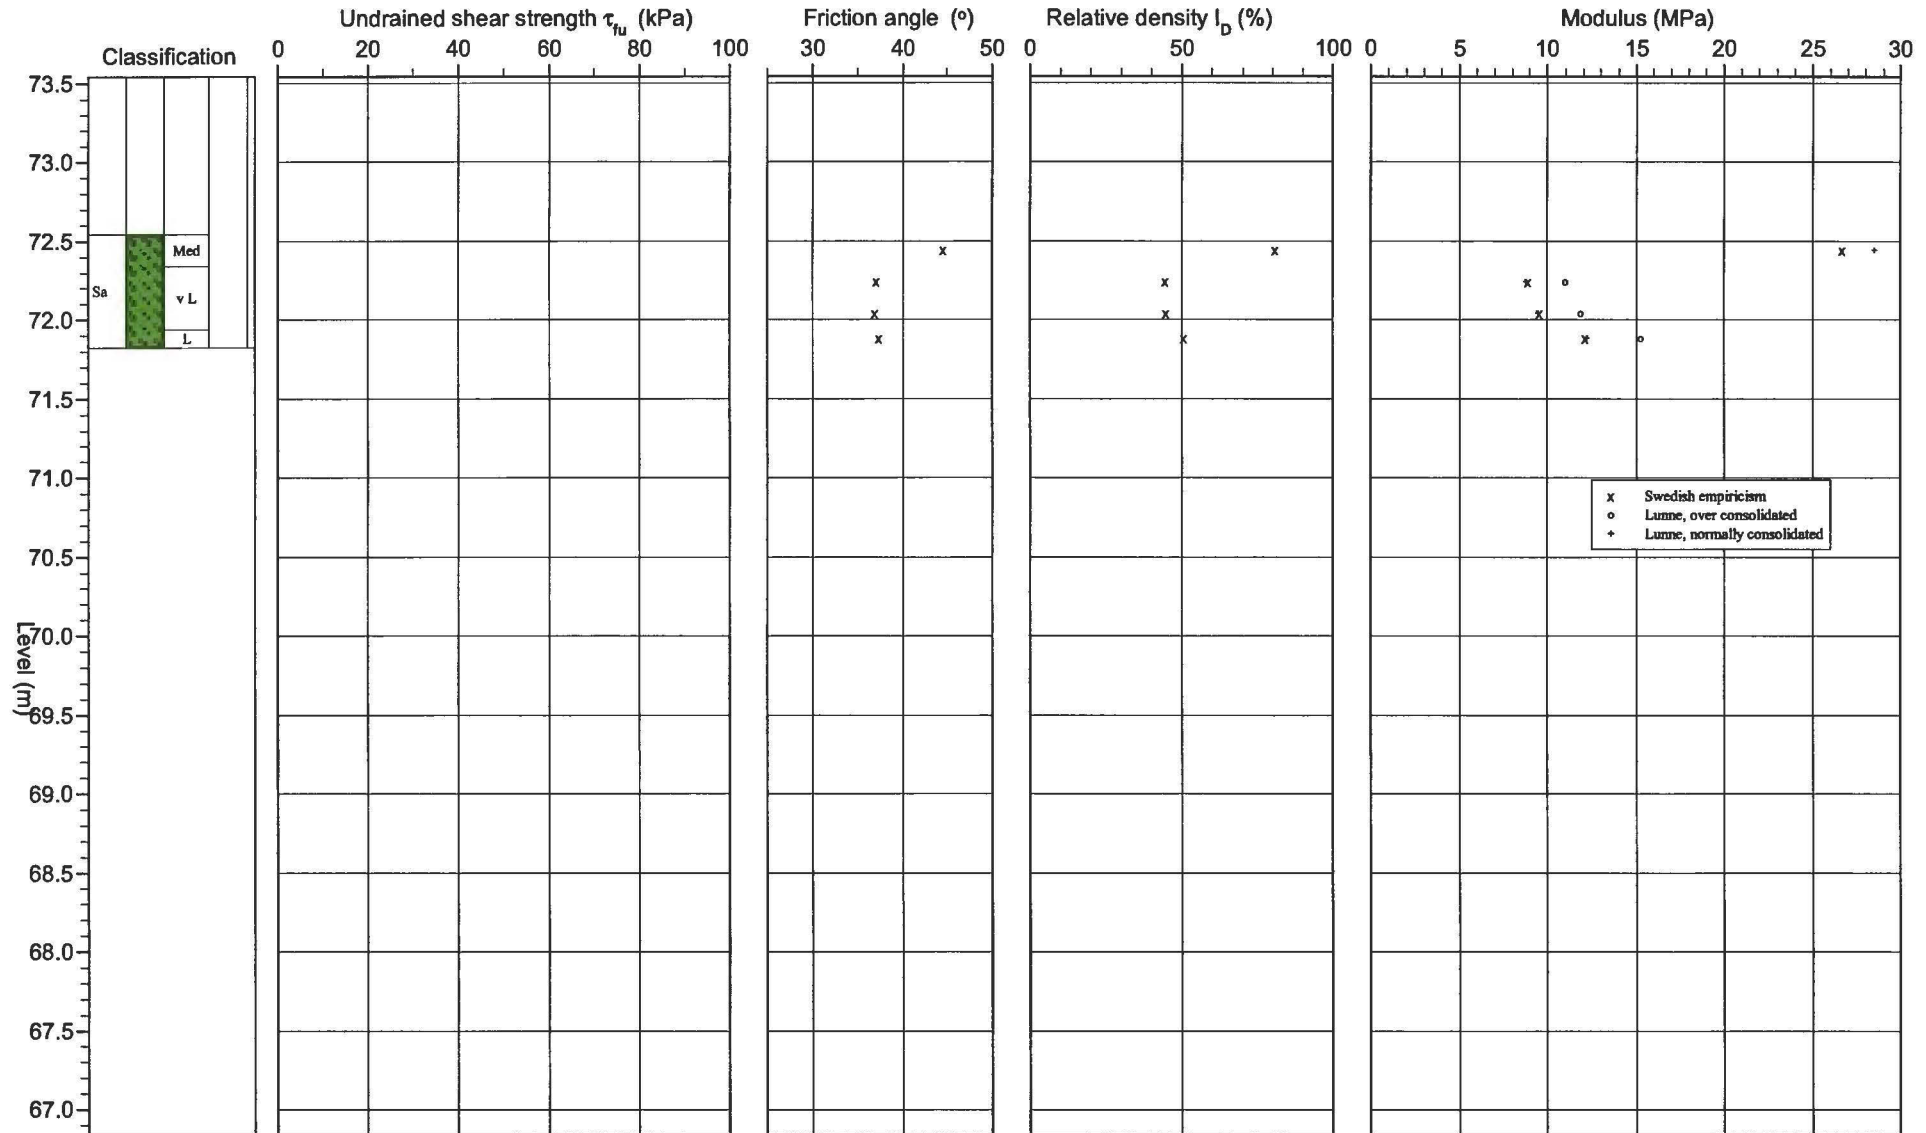 Classification
Undrained shear strength τfu (kPa)
0 20 40 60 80 100
Friction angle (º)
30 40 50
Relative density ID (%)
0 50 100
Modulus (MPa)
0 5 10 15 20 25 30
Level (m)
73.5
73.0
72.5
72.0
71.5
71.0
70.5
70.0
69.5
69.0
68.5
68.0
67.5
67.0
Sa
Med
v L
L
x Swedish empiricism
o Lunne, over consolidated
+ Lunne, normally consolidated